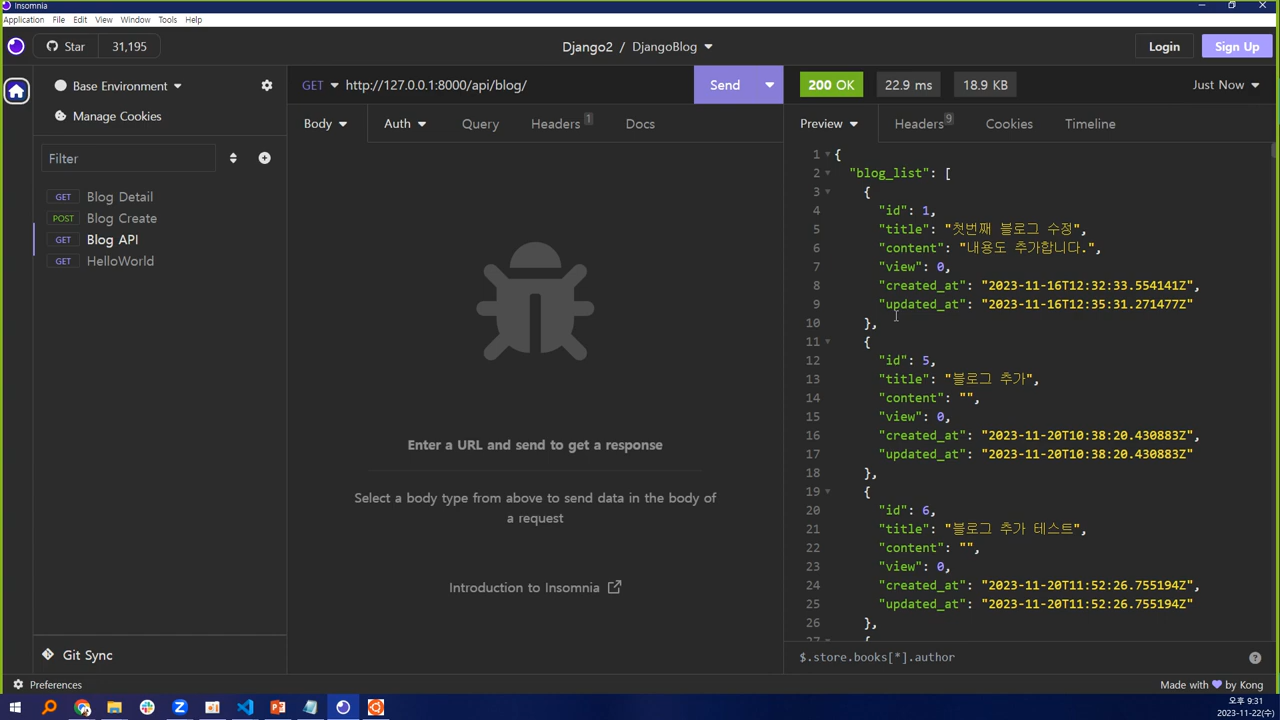 Insomnia
Application File Edit View Window Tools Help
Star 31,195
Django2 / DjangoBlog
Login Sign Up
Base Environment
Manage Cookies
Filter
GET Blog Detail
POST Blog Create
GET Blog API
GET HelloWorld
Git Sync
Preferences
GET http://127.0.0.1:8000/api/blog/ Send
Body Auth Query Headers 1 Docs
Enter a URL and send to get a response
Select a body type from above to send data in the body of
a request
Introduction to Insomnia
200 OK 22.9 ms 18.9 KB Just Now
Preview Headers 9 Cookies Timeline
1 {
2 "blog_list": [
3 {
4 "id": 1,
5 "title": "첫번째 블로그 수정",
6 "content": "내용도 추가합니다.",
7 "view": 0,
8 "created_at": "2023-11-16T12:32:33.554141Z",
9 "updated_at": "2023-11-16T12:35:31.271477Z"
10 },
11 {
12 "id": 5,
13 "title": "블로그 추가",
14 "content": "",
15 "view": 0,
16 "created_at": "2023-11-20T10:38:20.430883Z",
17 "updated_at": "2023-11-20T10:38:20.430883Z"
18 },
19 {
20 "id": 6,
21 "title": "블로그 추가 테스트",
22 "content": "",
23 "view": 0,
24 "created_at": "2023-11-20T11:52:26.755194Z",
25 "updated_at": "2023-11-20T11:52:26.755194Z"
26 },
27 {
$.store.books[*].author
Made with by Kong
오후 9:31
2023-11-22(수)